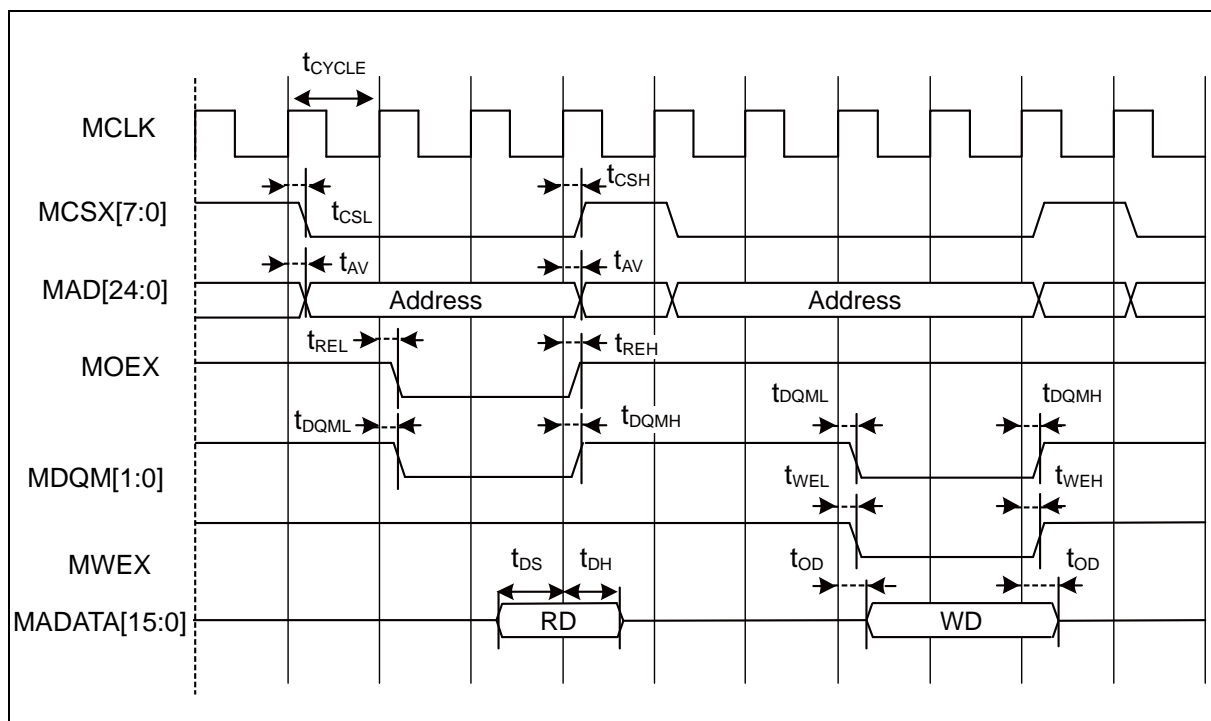 tCYCLE
MCLK
tCSH
MCSX[7:0]
tCSL
tAV
tAV
MAD[24:0]
Address
Address
tREL
tREH
MOEX
tDQML
tDQMH
tDQML
tDQMH
MDQM[1:0]
tWEL
tWEH
MWEX
tDS
tDH
tOD
tOD
MADATA[15:0]
RD
WD